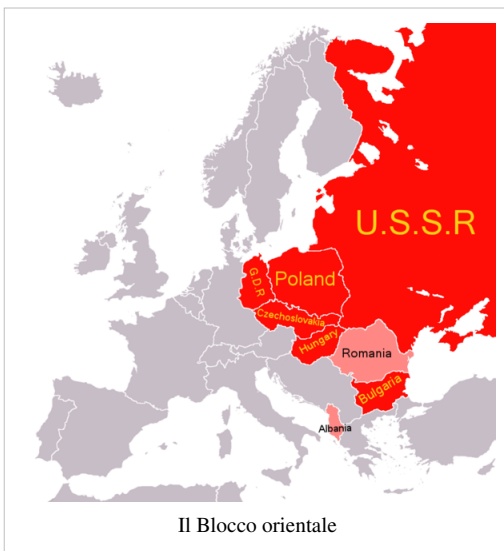 U.S.S.R
G.D.R
Poland
Czechoslovakia
Hungary
Romania
Bulgaria
Albania
Il Blocco orientale